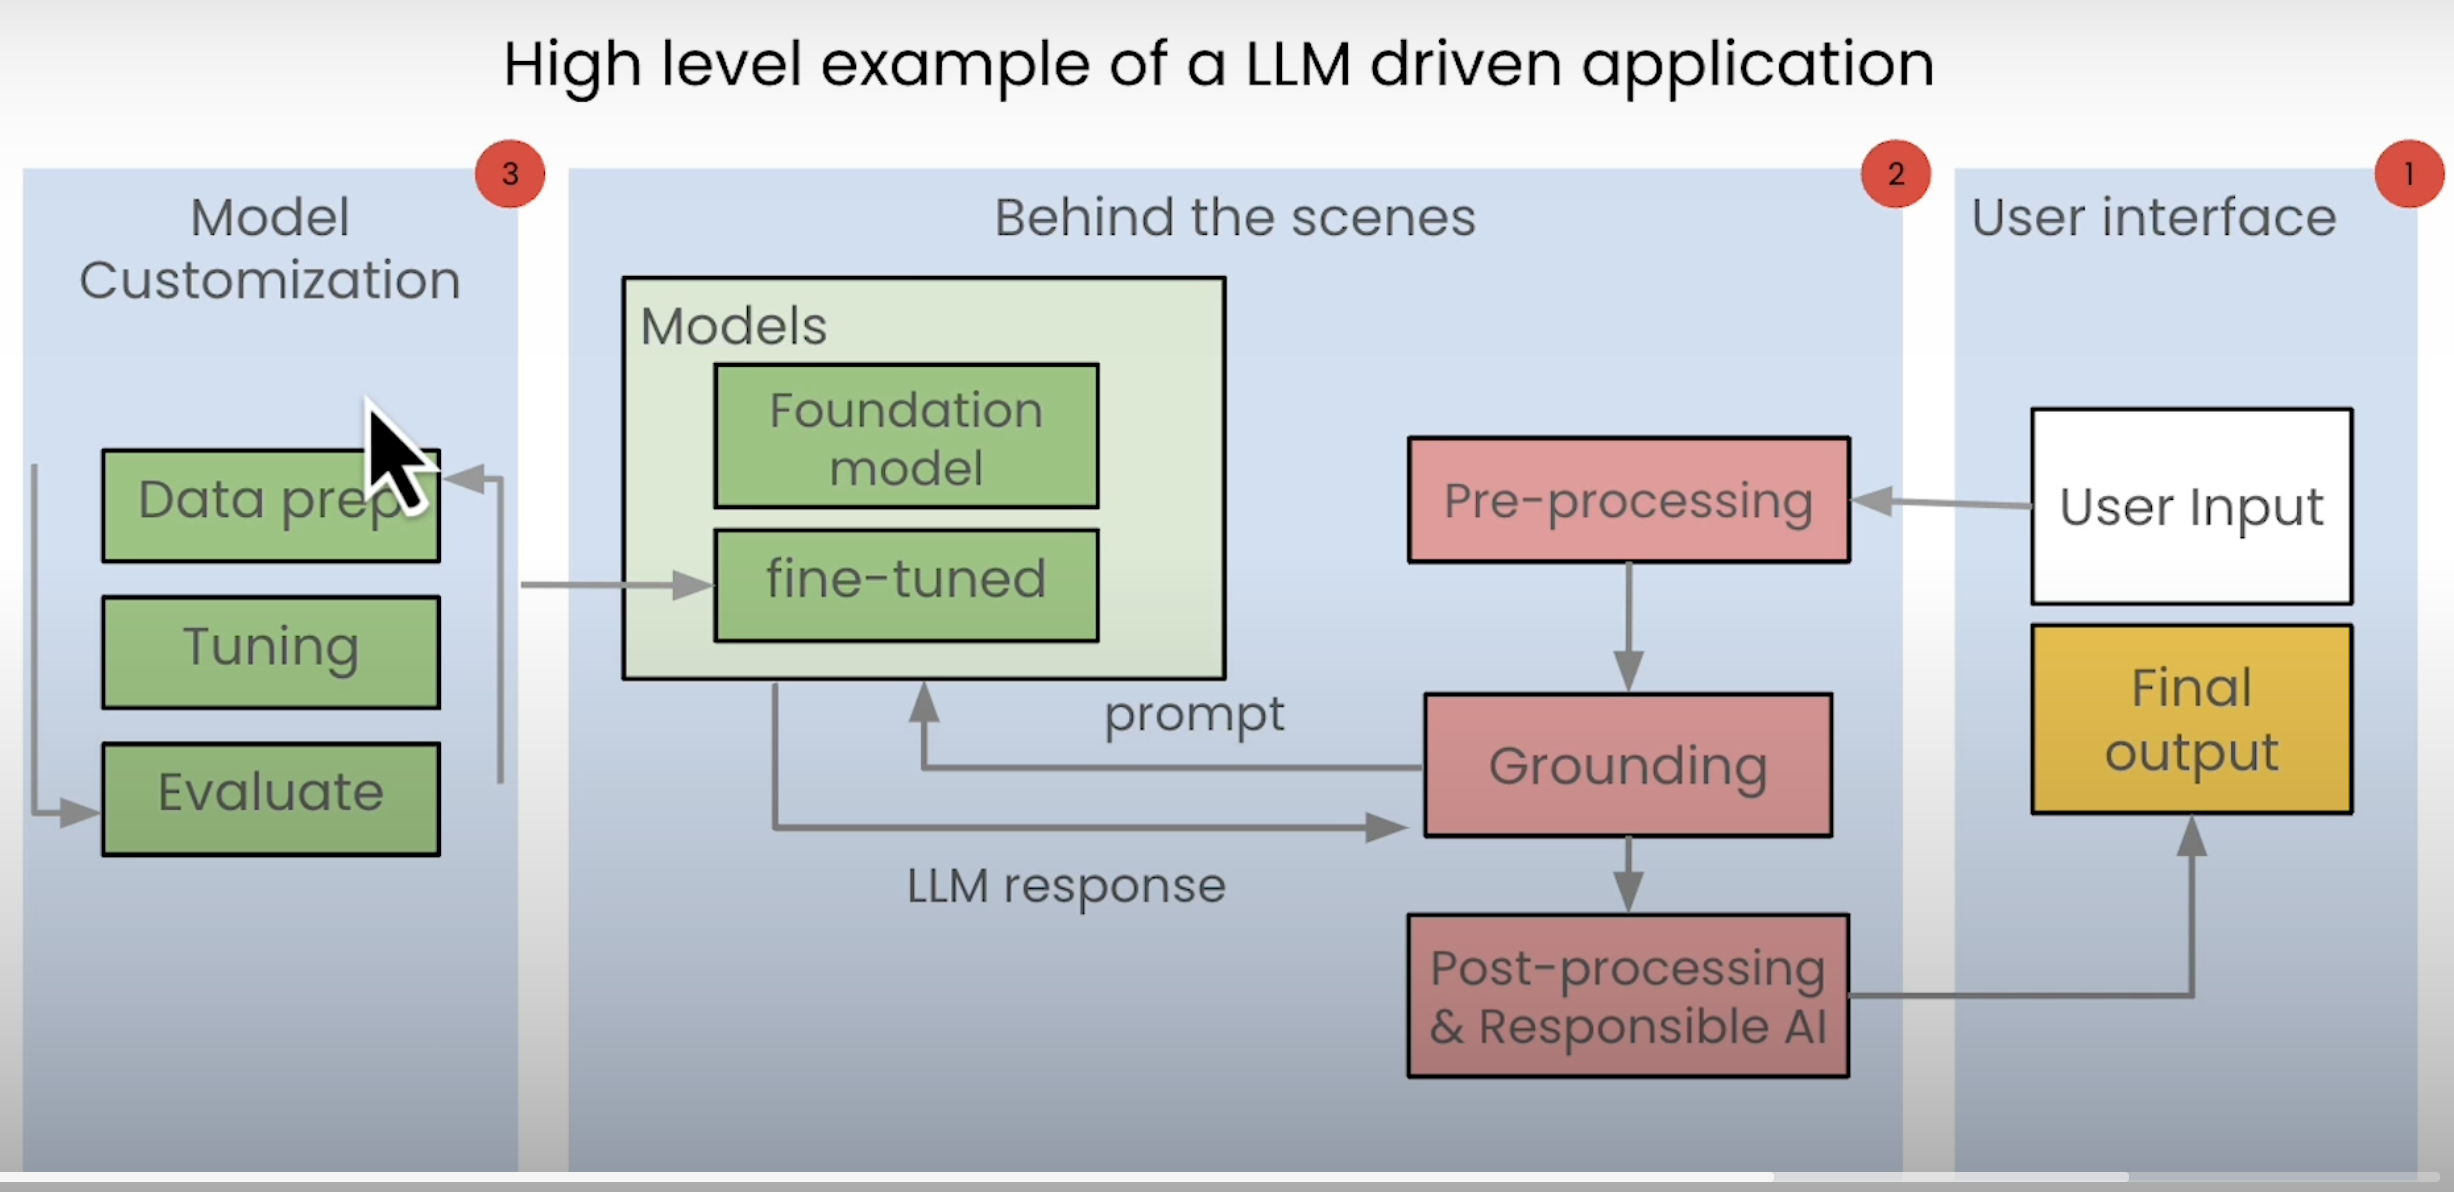 High level example of a LLM driven application
3
Model
Customization
Data prep
Tuning
Evaluate
2
Behind the scenes
Models
Foundation
model
fine-tuned
prompt
LLM response
Pre-processing
Grounding
Post-processing
& Responsible AI
1
User interface
User Input
Final
output